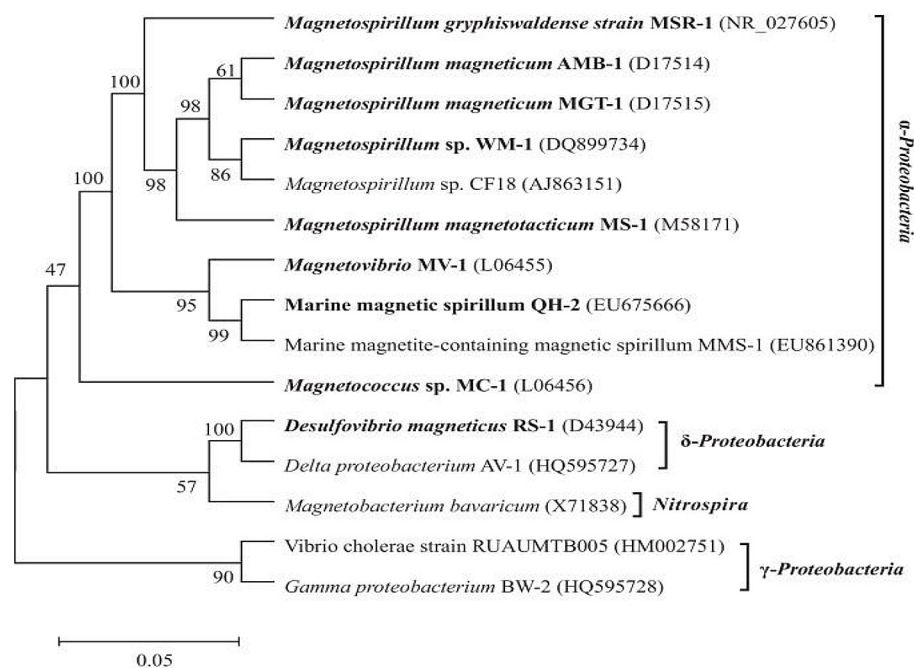 Magnetospirillum gryphiswaldense strain MSR-1 (NR_027605)
Magnetospirillum magneticum AMB-1 (D17514)
61
100
Magnetospirillum magneticum MGT-1 (D17515)
98
Magnetospirillum sp. WM-1 (DQ899734)
86
98
Magnetospirillum sp. CF18 (AJ863151)
100
α-Proteobacteria
Magnetospirillum magnetotacticum MS-1 (M58171)
Magnetovibrio MV-1 (L06455)
47
95
Marine magnetic spirillum QH-2 (EU675666)
99
Marine magnetite-containing magnetic spirillum MMS-1 (EU861390)
Magnetococcus sp. MC-1 (L06456)
Desulfovibrio magneticus RS-1 (D43944)
100
δ-Proteobacteria
Delta proteobacterium AV-1 (HQ595727)
57
Magnetobacterium bavaricum (X71838)
Nitrospira
Vibrio cholerae strain RUAUMTB005 (HM002751)
γ-Proteobacteria
90
Gamma proteobacterium BW-2 (HQ595728)
0.05